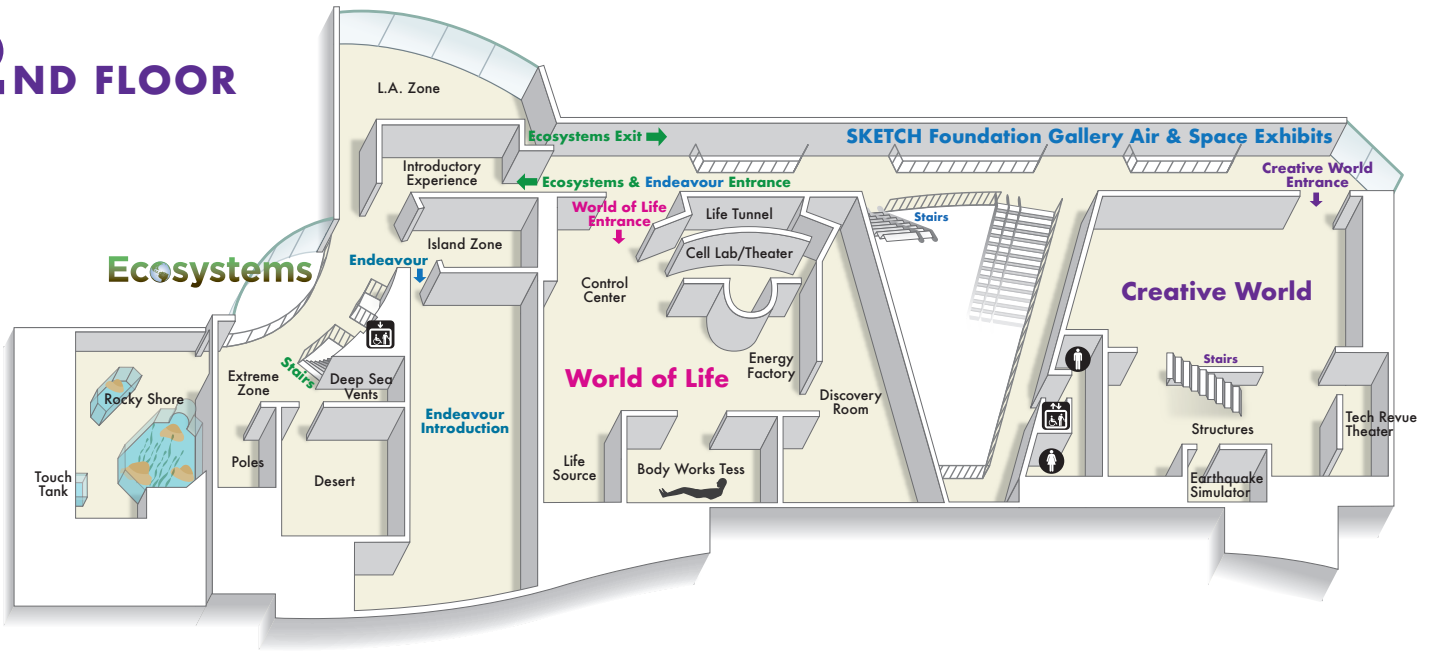 2ND FLOOR
L.A. Zone
Ecosystems Exit
SKETCH Foundation Gallery Air & Space Exhibits
Introductory
Experience
Ecosystems & Endeavour Entrance
Creative World
Entrance
World of Life
Entrance
Life Tunnel
Stairs
Island Zone
Cell Lab/Theater
Ecosystems
Endeavour
Control
Center
Creative World
Energy
Factory
World of Life
Stairs
Stairs
Extreme
Zone
Deep Sea
Vents
Rocky Shore
Discovery
Room
Endeavour
Introduction
Tech Revue
Theater
Structures
Poles
Life
Source
Body Works Tess
Touch
Tank
Desert
Earthquake
Simulator